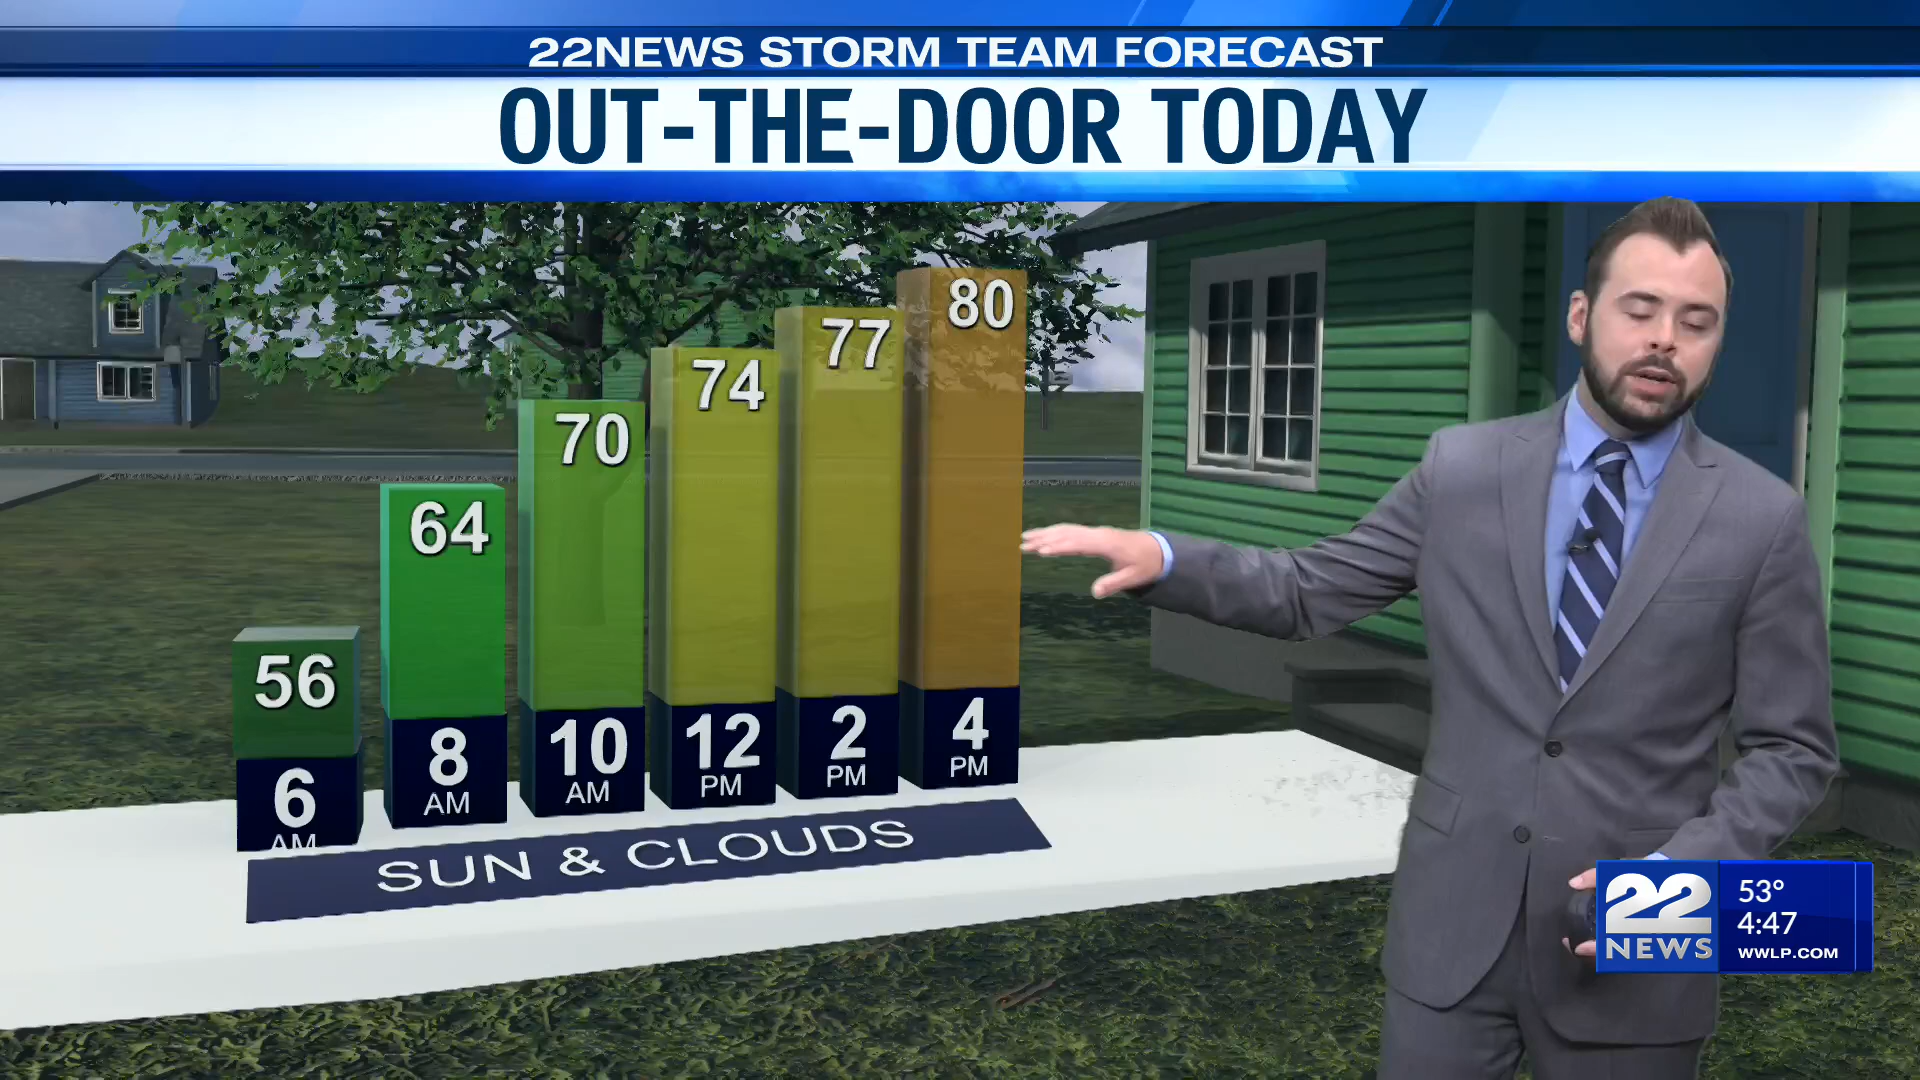 22NEWS STORM TEAM FORECAST
OUT-THE-DOOR TODAY
56
64
70
74
77
80
6
AM
8
AM
10
AM
12
PM
2
PM
4
PM
SUN & CLOUDS
22
NEWS
53°
4:47
WWLP.COM